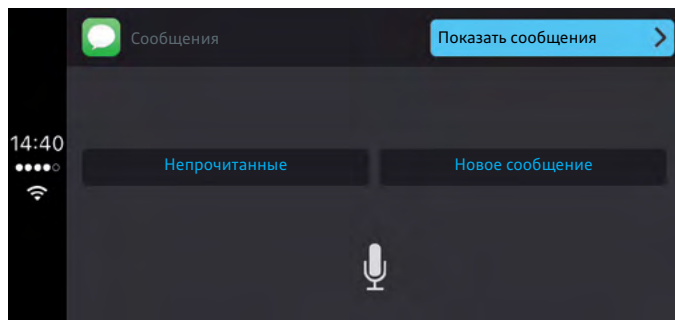 Сообщения
Показать сообщения
14:40
Непрочитанные
Новое сообщение